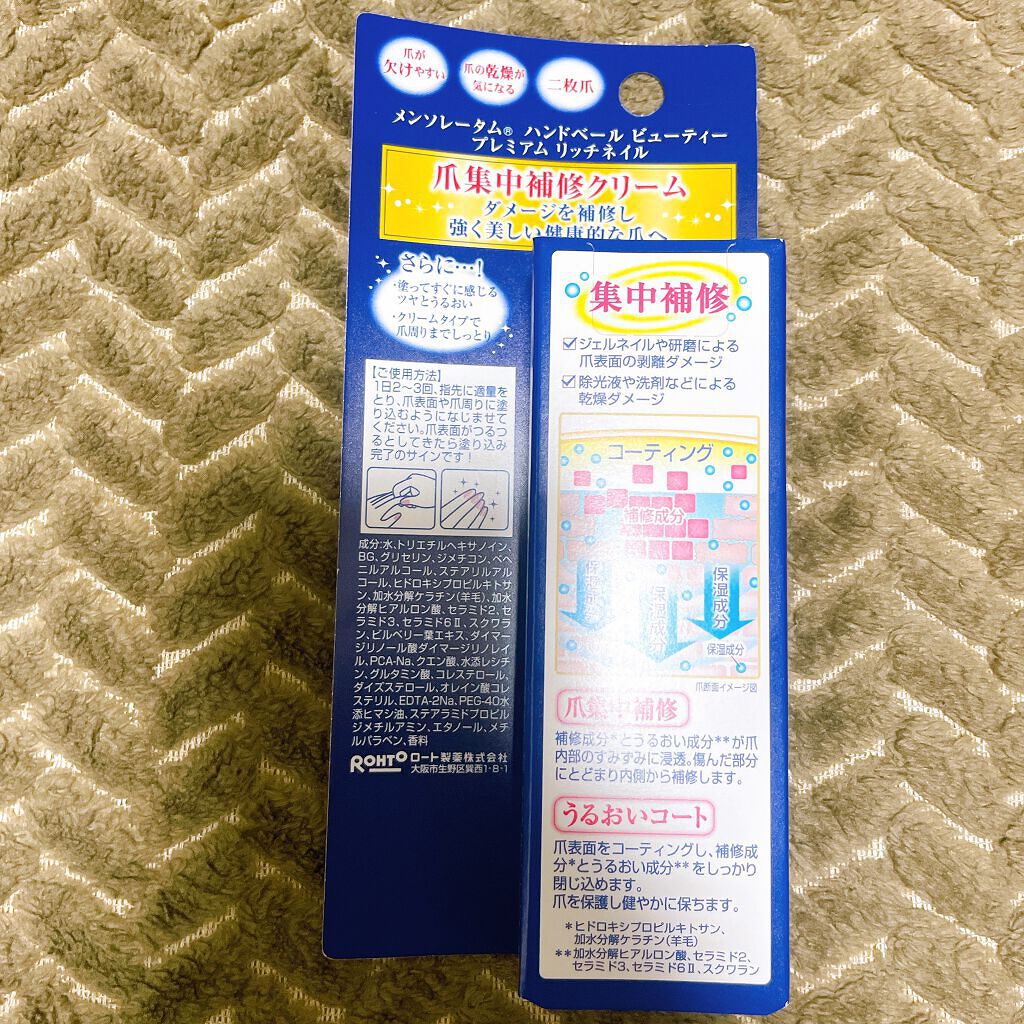 爪が
欠けやすい
爪の乾燥が
気になる
二枚爪
メンソレータム® ハンドベール ビューティー
プレミアム リッチネイル
爪集中補修クリーム
ダメージを補修し
強く美しい健康的な爪へ
さらに…!
・塗ってすぐに感じる
ツヤとうるおい
・クリームタイプで
爪周りまでしっとり
【ご使用方法】
1日2〜3回、指先に適量を
とり、爪表面や爪周りに塗
り込むようになじませて
ください。爪表面がつるつ
るとしてきたら塗り込み
完了のサインです!
成分:水、トリエチルヘキサノイン、
BG、グリセリン、ジメチコン、ベヘ
ニルアルコール、ステアリルアル
コール、ヒドロキシプロピルキトサ
ン、加水分解ケラチン(羊毛)、加水
分解ヒアルロン酸、セラミド2、セ
ラミド3、セラミド6Ⅱ、スクワラ
ン、ビルベリー葉エキス、ダイマー
ジリノール酸ダイマージリノレイ
ル、PCA-Na、クエン酸、水添レシチ
ン、グルタミン酸、コレステロール、
ダイズステロール、オレイン酸コレ
ステリル、EDTA-2Na、PEG-40水
添ヒマシ油、ステアラミドプロピル
ジメチルアミン、エタノール、メチ
ルパラベン、香料
ROHTO ロート製薬株式会社
大阪市生野区巽西1-8-1
集中補修
ジェルネイルや研磨による
爪表面の剥離ダメージ
除光液や洗剤などによる
乾燥ダメージ
コーティング
補修成分
保湿成分
保湿成分
保湿成分
保湿成分
爪断面イメージ図
爪集中補修
補修成分*とうるおい成分**が爪
内部のすみずみに浸透。傷んだ部分
にとどまり内側から補修します。
うるおいコート
爪表面をコーティングし、補修成
分*とうるおい成分**をしっかり
閉じ込めます。
爪を保護し健やかに保ちます。
*ヒドロキシプロピルキトサン、
加水分解ケラチン(羊毛)
**加水分解ヒアルロン酸、セラミド2、
セラミド3、セラミド6Ⅱ、スクワラン